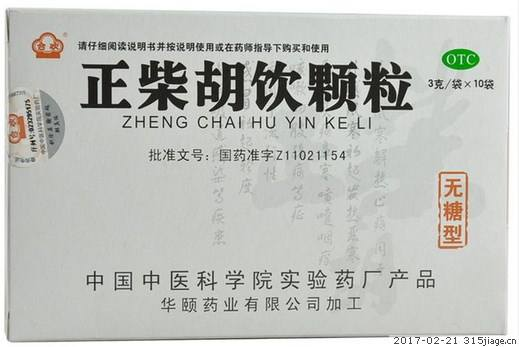 合欢
请仔细阅读说明书并按说明使用或在药师指导下购买和使用
OTC
正柴胡饮颗粒
3克/袋×10袋
ZHENG CHAI HU YIN KE LI
批准文号：国药准字Z11021154
无糖型
中国中医科学院实验药厂产品
华颐药业有限公司加工
2017-02-21 315jiage.cn